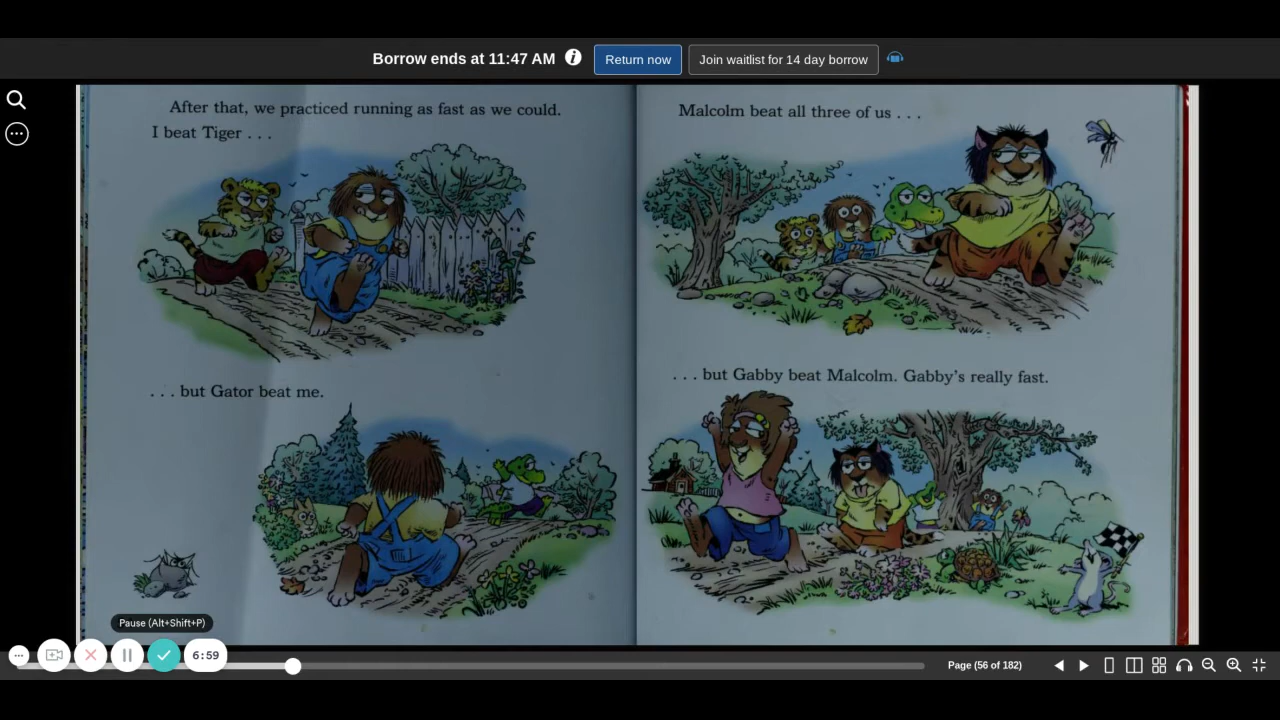 Borrow ends at 11:47 AM
Return now
Join waitlist for 14 day borrow
After that, we practiced running as fast as we could.
I beat Tiger . . .
. . . but Gator beat me.
Malcolm beat all three of us . . .
. . . but Gabby beat Malcolm. Gabby's really fast.
Pause (Alt+Shift+P)
6:59
Page (56 of 182)